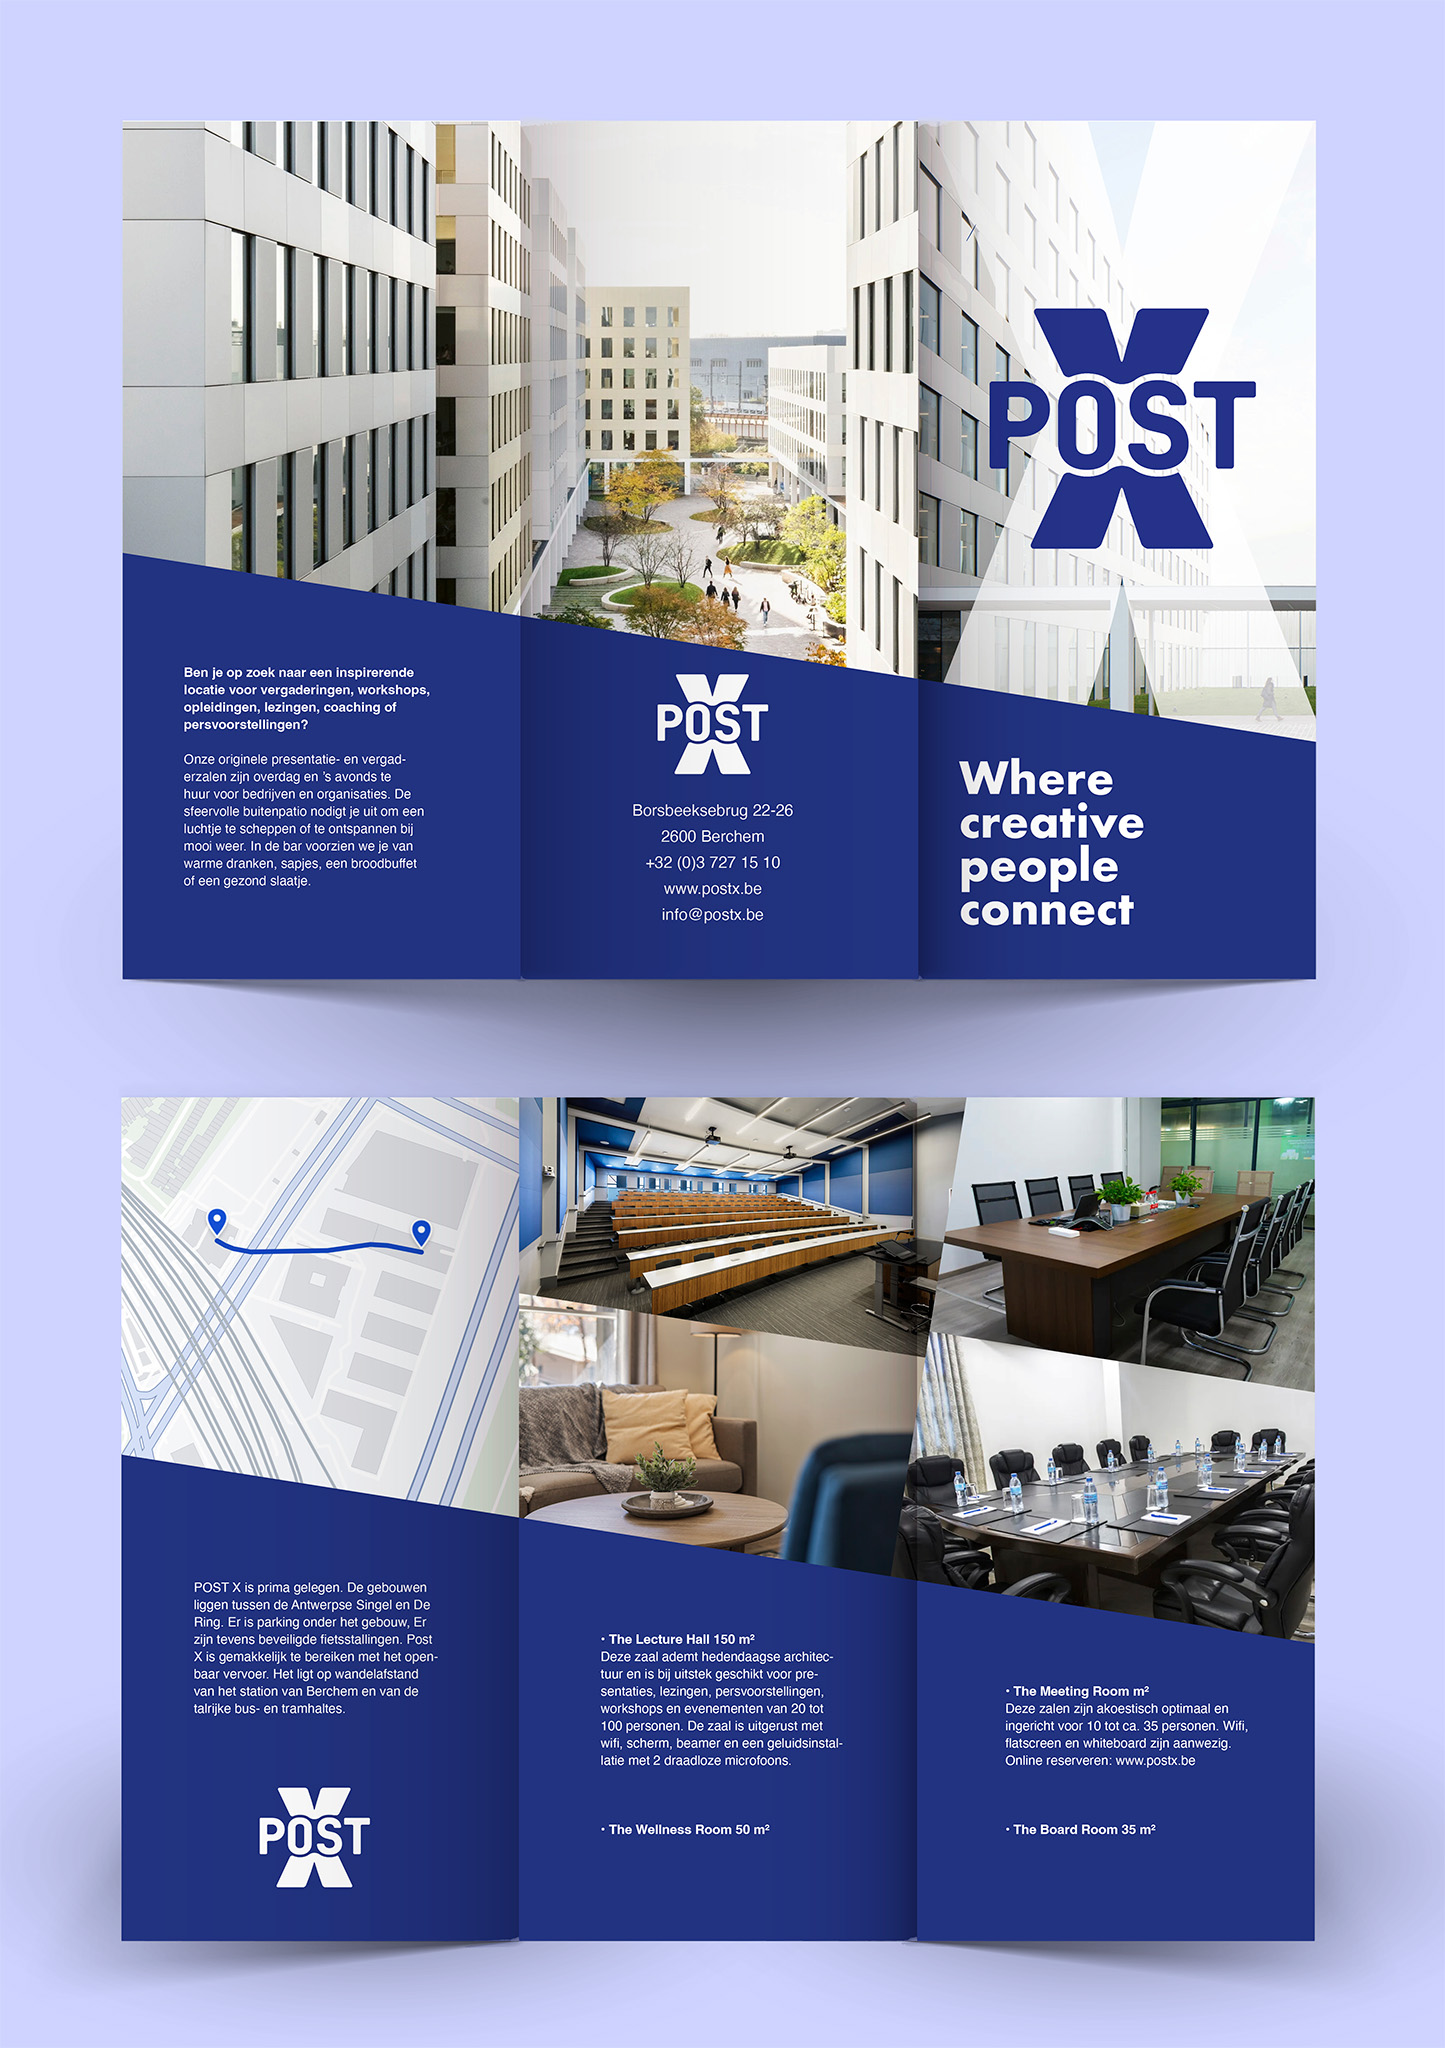 Ben je op zoek naar een inspirerende
locatie voor vergaderingen, workshops,
opleidingen, lezingen, coaching of
persvoorstellingen?
Onze originele presentatie- en vergad-
erzalen zijn overdag en 's avonds te
huur voor bedrijven en organisaties. De
sfeervolle buitenpatio nodigt je uit om een
luchtje te scheppen of te ontspannen bij
mooi weer. In de bar voorzien we je van
warme dranken, sapjes, een broodbuffet
of een gezond slaatje.
POST X
Borsbeeksebrug 22-26
2600 Berchem
+32 (0)3 727 15 10
www.postx.be
info@postx.be
POST X
Where
creative
people
connect
POST X is prima gelegen. De gebouwen
liggen tussen de Antwerpse Singel en De
Ring. Er is parking onder het gebouw, Er
zijn tevens beveiligde fietsstallingen. Post
X is gemakkelijk te bereiken met het open-
baar vervoer. Het ligt op wandelafstand
van het station van Berchem en van de
talrijke bus- en tramhaltes.
POST X
• The Lecture Hall 150 m²
Deze zaal ademt hedendaagse architec-
tuur en is bij uitstek geschikt voor pre-
sentaties, lezingen, persvoorstellingen,
workshops en evenementen van 20 tot
100 personen. De zaal is uitgerust met
wifi, scherm, beamer en een geluidsinstal-
latie met 2 draadloze microfoons.
• The Wellness Room 50 m²
• The Meeting Room m²
Deze zalen zijn akoestisch optimaal en
ingericht voor 10 tot ca. 35 personen. Wifi,
flatscreen en whiteboard zijn aanwezig.
Online reserveren: www.postx.be
• The Board Room 35 m²